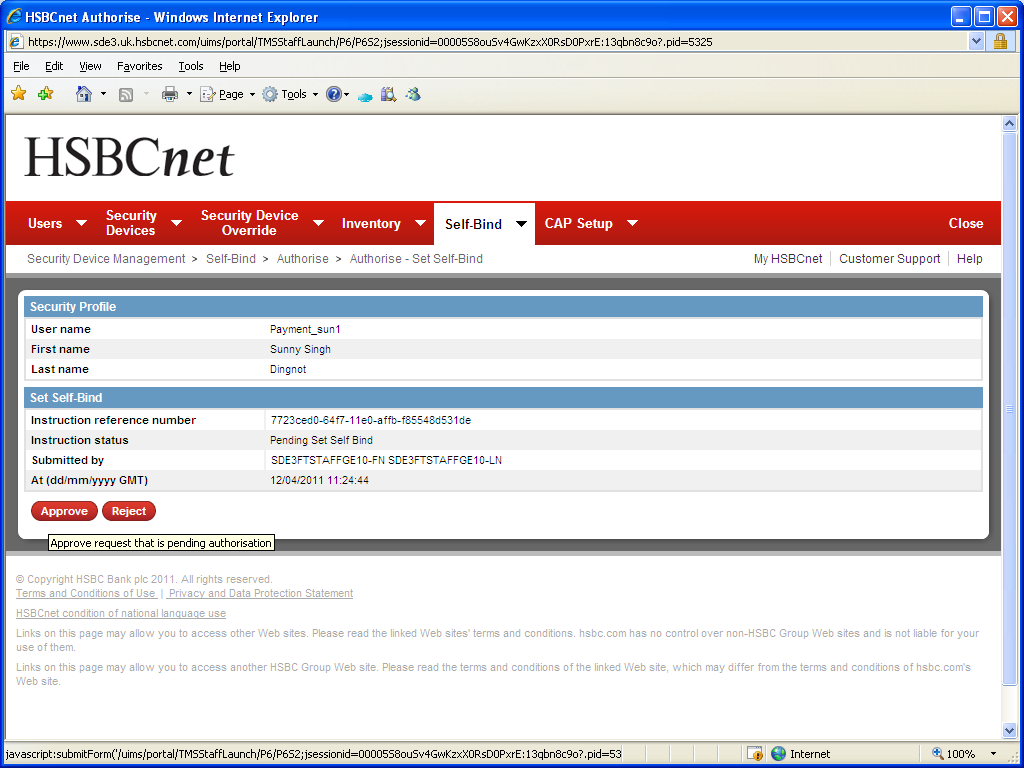 HSBCnet Authorise - Windows Internet Explorer
https://www.sde3.uk.hsbcnet.com/uims/portal/TMSStaffLaunch/P6/P6S2;jsessionid=0000S8ouSv4GwKzxX0RsD0PxrE:13qbn8c9o?.pid=5325
File Edit View Favorites Tools Help
Page Tools
HSBCnet
Users Security Devices Security Device Override Inventory Self-Bind CAP Setup Close
Security Device Management > Self-Bind > Authorise > Authorise - Set Self-Bind My HSBCnet Customer Support Help
Security Profile
User name Payment_sun1
First name Sunny Singh
Last name Dingnot
Set Self-Bind
Instruction reference number 7723ced0-64f7-11e0-affb-f85548d531de
Instruction status Pending Set Self Bind
Submitted by SDE3FTSTAFFGE10-FN SDE3FTSTAFFGE10-LN
At (dd/mm/yyyy GMT) 12/04/2011 11:24:44
Approve Reject
Approve request that is pending authorisation
© Copyright HSBC Bank plc 2011. All rights reserved.
Terms and Conditions of Use | Privacy and Data Protection Statement
HSBCnet condition of national language use
Links on this page may allow you to access other Web sites. Please read the linked Web sites' terms and conditions. hsbc.com has no control over non-HSBC Group Web sites and is not liable for your
use of them.
Links on this page may allow you to access another HSBC Group Web site. Please read the terms and conditions of the linked Web site, which may differ from the terms and conditions of hsbc.com's
Web site.
javascript:submitForm('/uims/portal/TMSStaffLaunch/P6/P6S2;jsessionid=0000S8ouSv4GwKzxX0RsD0PxrE:13qbn8c9o?.pid=53 Internet 100%